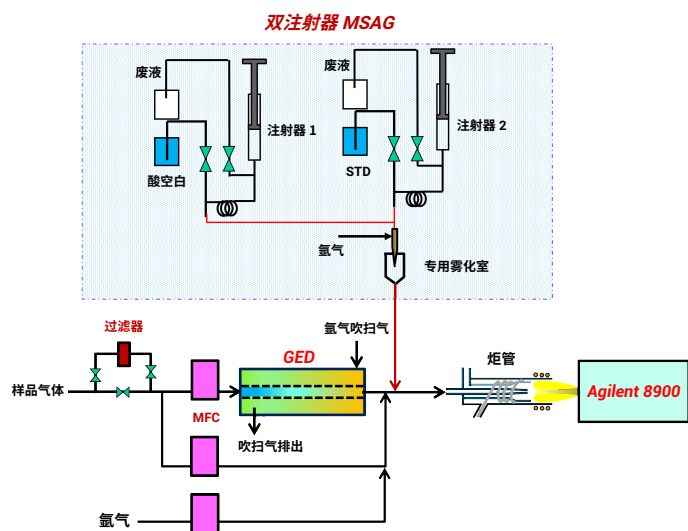 双注射器 MSAG
废液
注射器 1
酸空白
废液
注射器 2
STD
氩气
专用雾化室
过滤器
氩气吹扫气
GED
炬管
样品气体
Agilent 8900
MFC
吹扫气排出
氩气